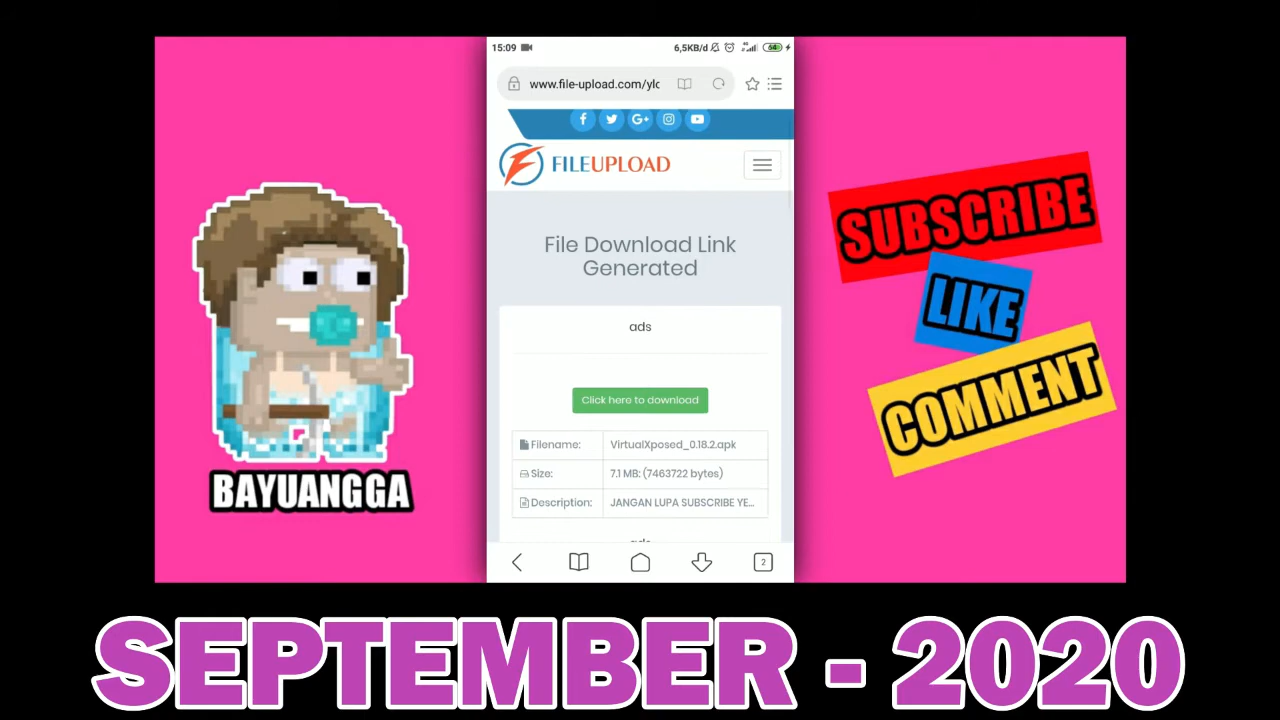 15:09
6,5KB/d
64
www.file-upload.com/ylc
FILEUPLOAD
File Download Link
Generated
ads
Click here to download
Filename: VirtualXposed_0.18.2.apk
Size: 7.1 MB: (7463722 bytes)
Description: JANGAN LUPA SUBSCRIBE YE...
2
BAYUANGGA
SUBSCRIBE
LIKE
COMMENT
SEPTEMBER - 2020